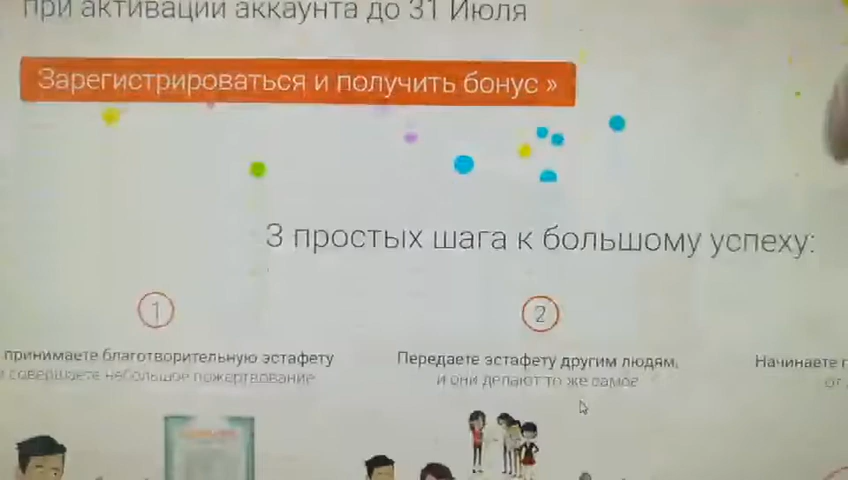 при активации аккаунта до 31 Июля
Зарегистрироваться и получить бонус »
3 простых шага к большому успеху:
1
2
принимаете благотворительную эстафету
и совершаете небольшое пожертвование
Передаете эстафету другим людям,
и они делают то же самое
Начинаете
от